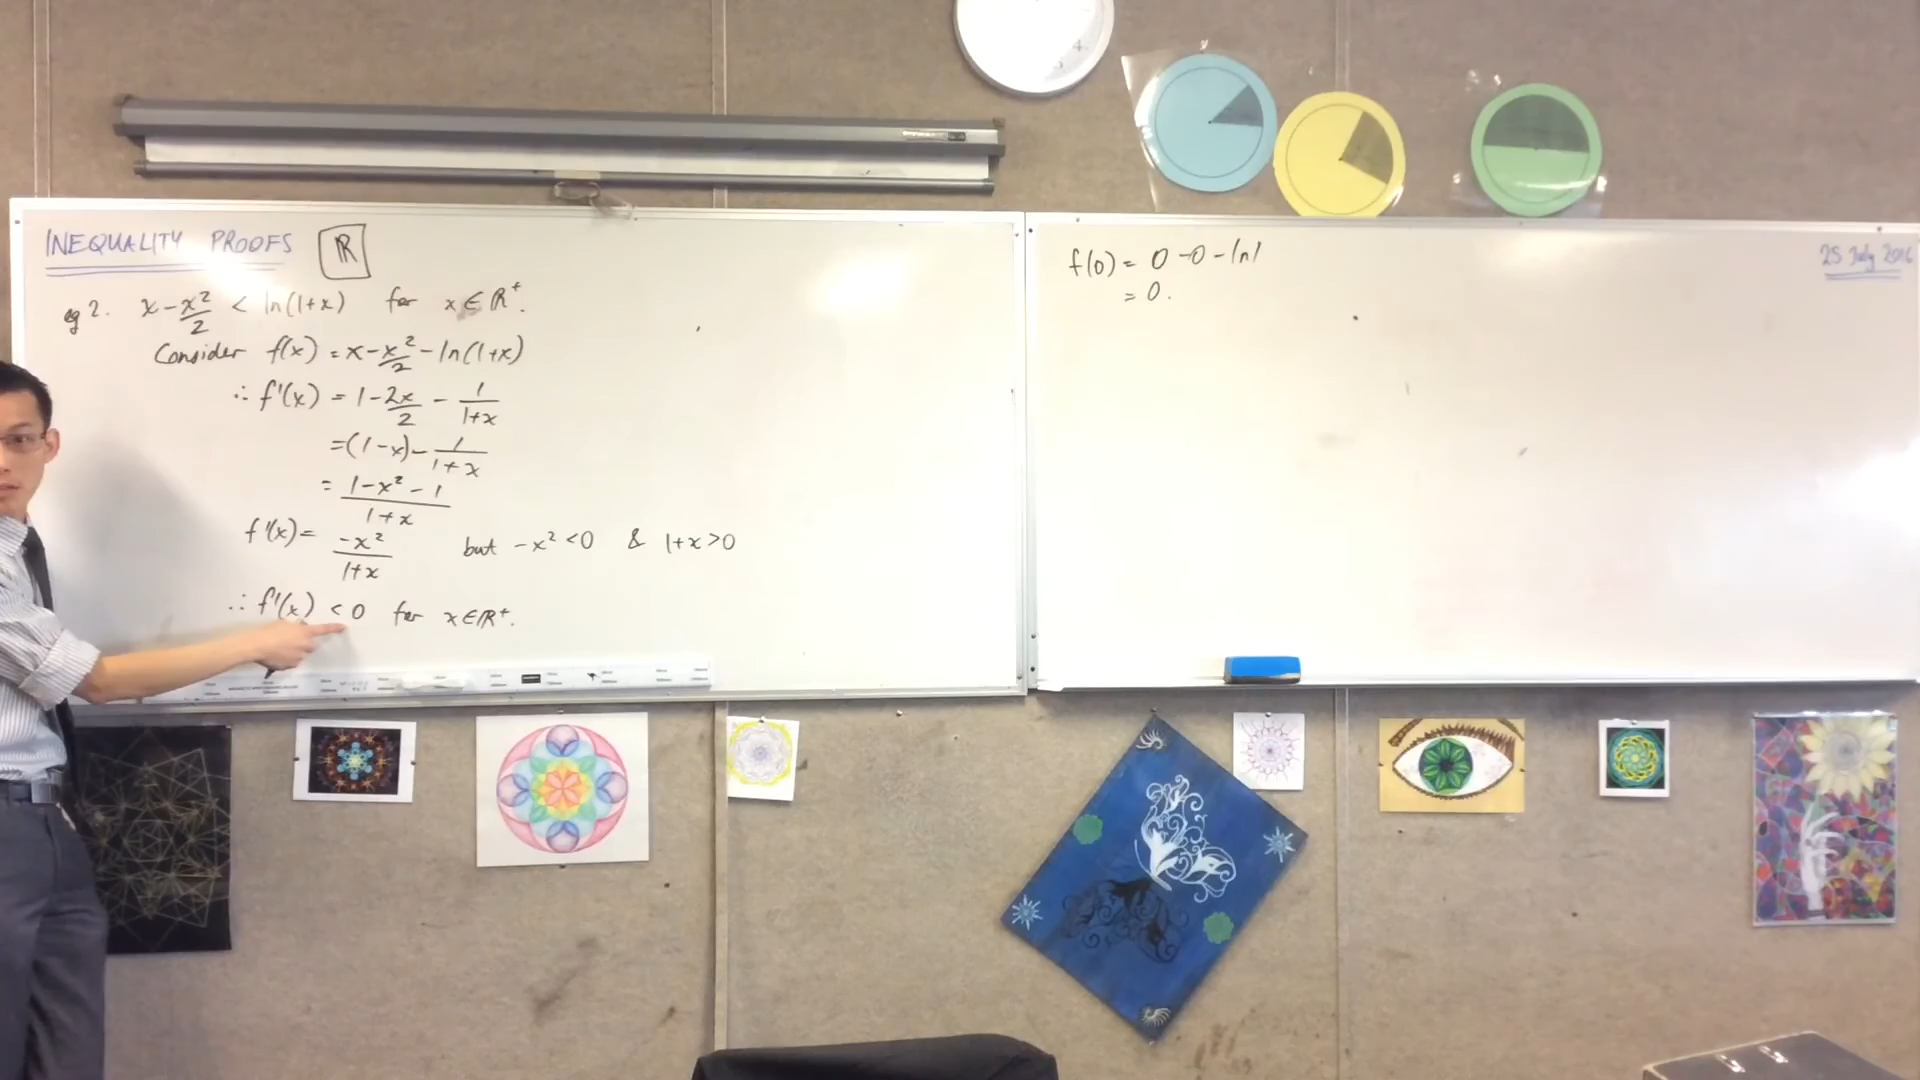 INEQUALITY PROOFS ℝ
eg 2. x - x²/2 < ln(1+x) for x ∈ ℝ⁺.
Consider f(x) = x - x²/2 - ln(1+x)
∴ f'(x) = 1 - 2x/2 - 1/(1+x)
= (1-x) - 1/(1+x)
= (1-x²-1)/(1+x)
f'(x) = -x²/(1+x) but -x² < 0 & 1+x > 0
∴ f'(x) < 0 for x ∈ ℝ⁺.
f(0) = 0 - 0 - ln 1
= 0.
25 July 2016